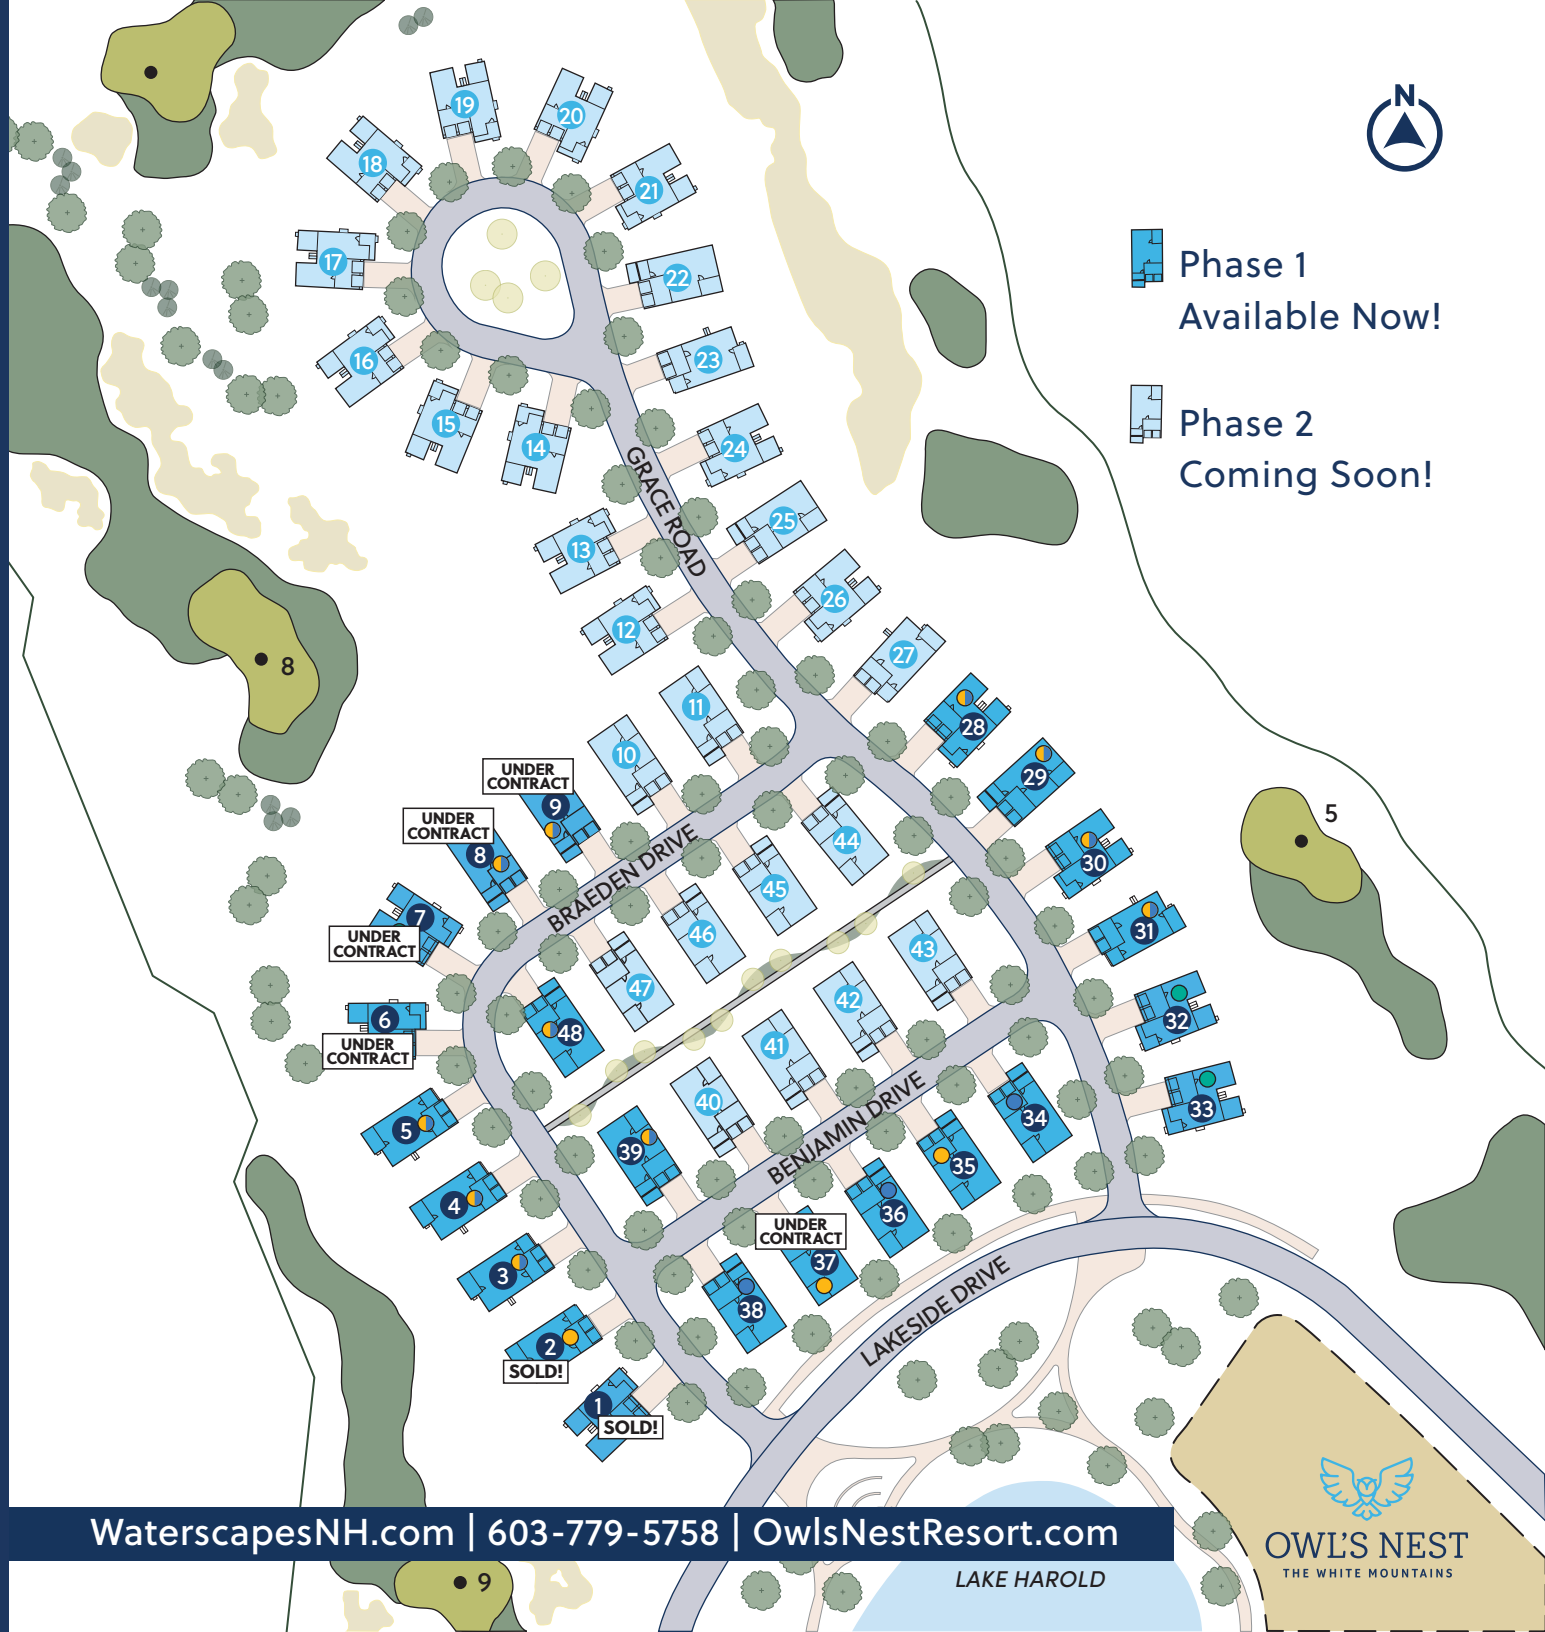 N
Phase 1
Available Now!
Phase 2
Coming Soon!
19
20
18
21
17
22
16
23
15
14
24
GRACE ROAD
25
13
26
12
27
8
11
28
10
29
UNDER
CONTRACT
9
UNDER
CONTRACT
8
44
30
5
BRAEDEN DRIVE
45
7
UNDER
CONTRACT
46
31
43
47
42
6
UNDER
CONTRACT
48
32
41
40
BENJAMIN DRIVE
33
34
5
39
35
4
36
UNDER
CONTRACT
37
3
38
LAKESIDE DRIVE
2
SOLD!
1
SOLD!
WaterscapesNH.com | 603-779-5758 | OwlsNestResort.com
OWL'S NEST
THE WHITE MOUNTAINS
LAKE HAROLD
9